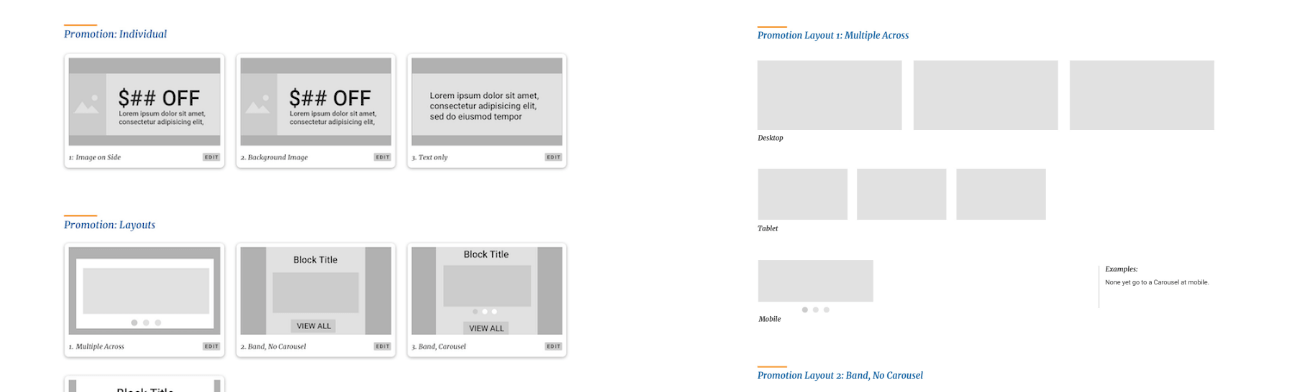 Promotion: Individual
$## OFF
Lorem ipsum dolor sit amet,
consectetur adipisicing elit,
1: Image on Side
EDIT
$## OFF
Lorem ipsum dolor sit amet,
consectetur adipisicing elit,
2. Background Image
EDIT
Lorem ipsum dolor sit amet,
consectetur adipisicing elit,
sed do eiusmod tempor
3. Text only
EDIT
Promotion: Layouts
1. Multiple Across
EDIT
Block Title
VIEW ALL
2. Band, No Carousel
EDIT
Block Title
VIEW ALL
3. Band, Carousel
EDIT
Block Title
Promotion Layout 1: Multiple Across
Desktop
Tablet
Mobile
Examples:
None yet go to a Carousel at mobile.
Promotion Layout 2: Band, No Carousel